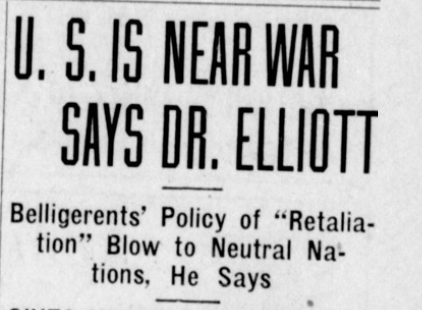 U. S. IS NEAR WAR
SAYS DR. ELLIOTT
Belligerents' Policy of "Retalia-
tion" Blow to Neutral Na-
tions, He Says